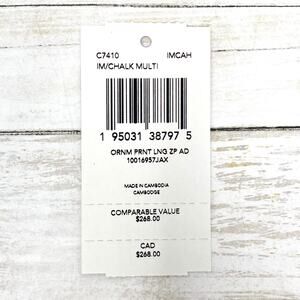 C7410 IMCAH
IM/CHALK MULTI
1 95031 38797 5
ORNM PRNT LNG ZP AD
10016957JAX
MADE IN CAMBODIA
CAMBODGE
COMPARABLE VALUE
$268.00
CAD
$268.00